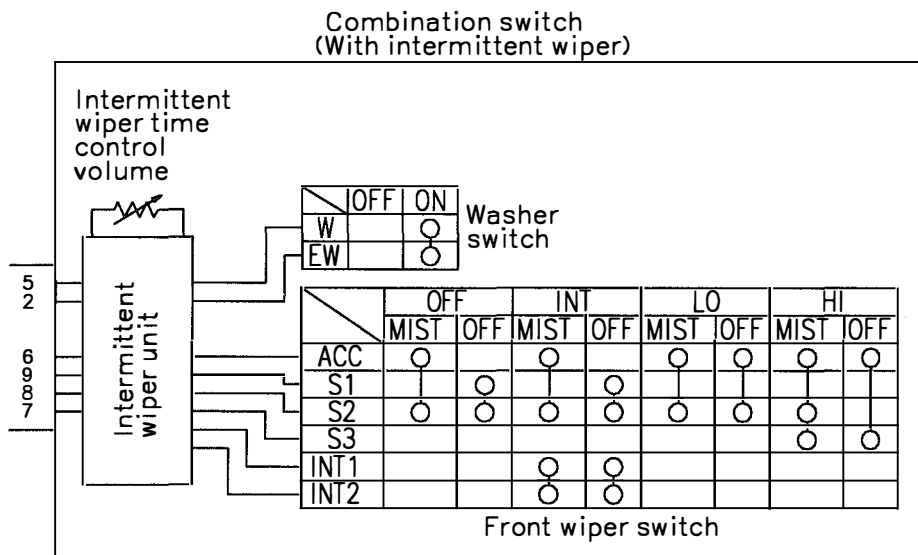 Combination switch
(With intermittent wiper)
Intermittent
wiper time
control
volume
OFF ON
W
EW
Washer
switch
5
2
6
9
8
7
Intermittent
wiper unit
OFF INT LO HI
MIST OFF MIST OFF MIST OFF MIST OFF
ACC
S1
S2
S3
INT1
INT2
Front wiper switch